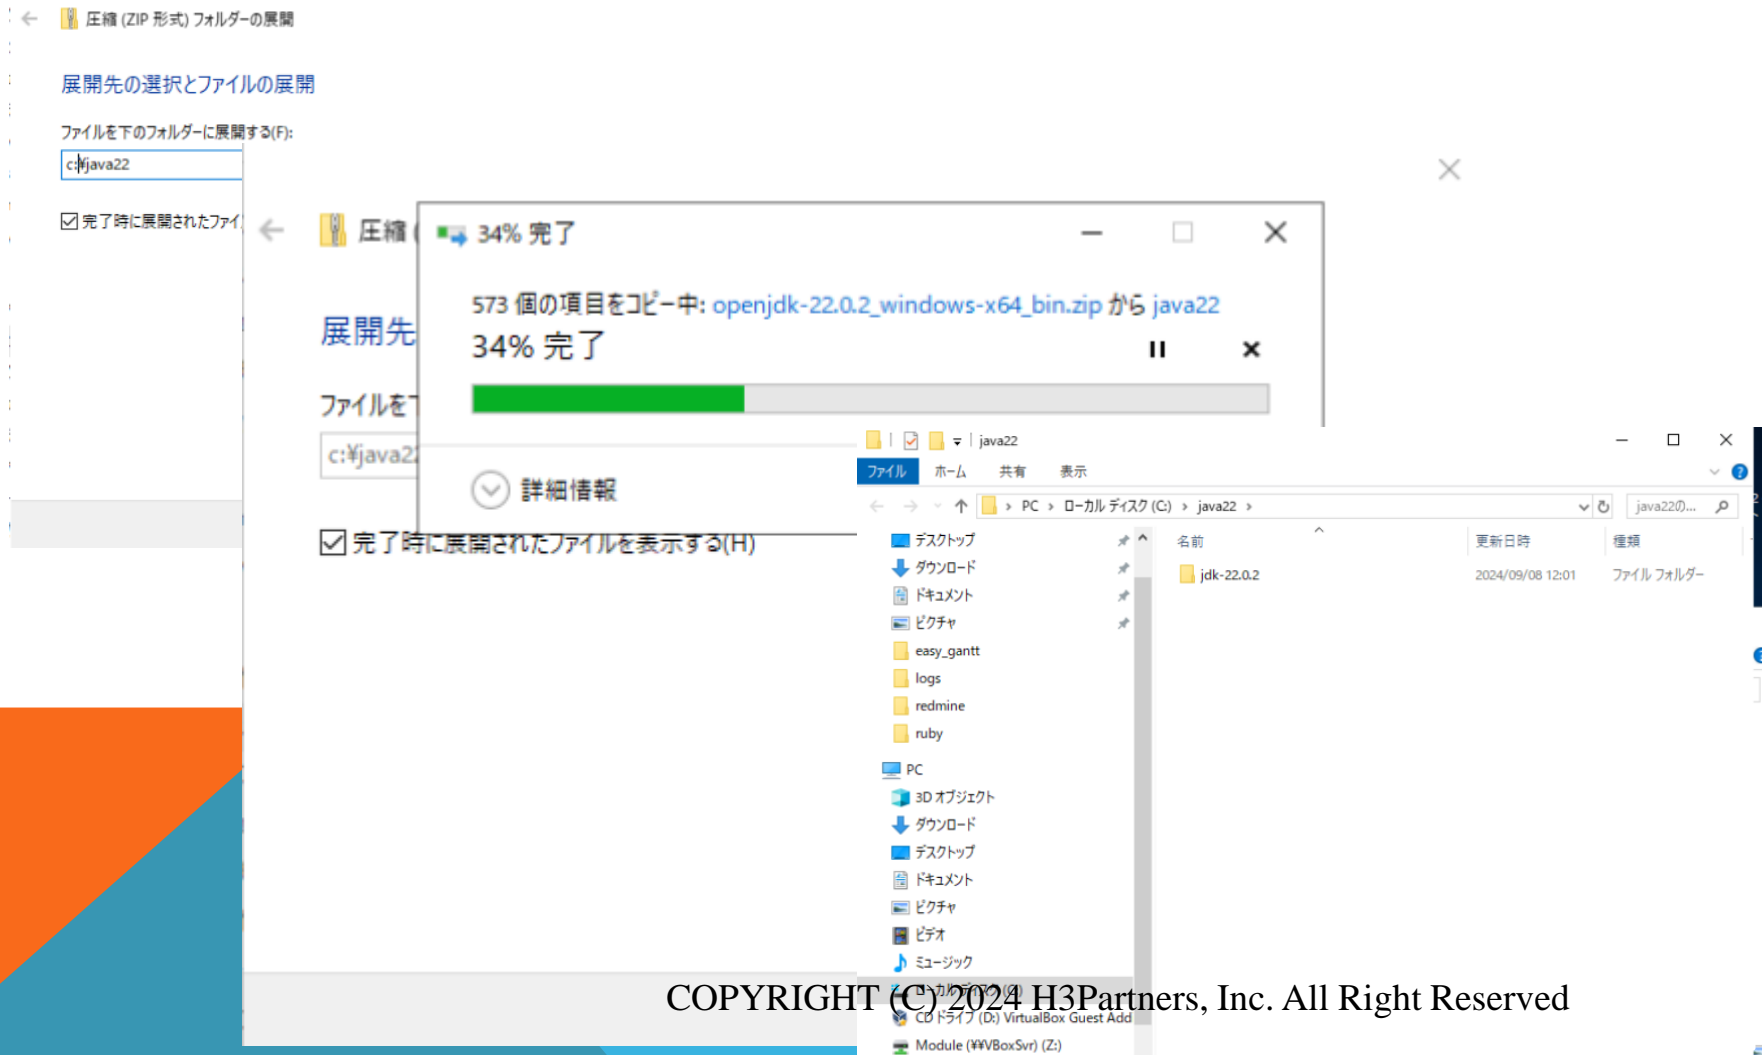 圧縮 (ZIP 形式) フォルダーの展開
展開先の選択とファイルの展開
ファイルを下のフォルダーに展開する(F):
c:¥java22
完了時に展開されたファイ
圧縮 (
展開先
ファイルを下
c:¥java22
完了時に展開されたファイルを表示する(H)
34% 完了
573 個の項目をコピー中: openjdk-22.0.2_windows-x64_bin.zip から java22
34% 完了
詳細情報
java22
ファイル ホーム 共有 表示
PC › ローカル ディスク (C:) › java22 ›
java22の...
名前 更新日時 種類
jdk-22.0.2 2024/09/08 12:01 ファイル フォルダー
デスクトップ
ダウンロード
ドキュメント
ピクチャ
easy_gantt
logs
redmine
ruby
PC
3D オブジェクト
ダウンロード
デスクトップ
ドキュメント
ピクチャ
ビデオ
ミュージック
ローカル ディスク (C:)
CD ドライブ (D:) VirtualBox Guest Add
Module (¥¥VBoxSvr) (Z:)
COPYRIGHT (C) 2024 H3Partners, Inc. All Right Reserved